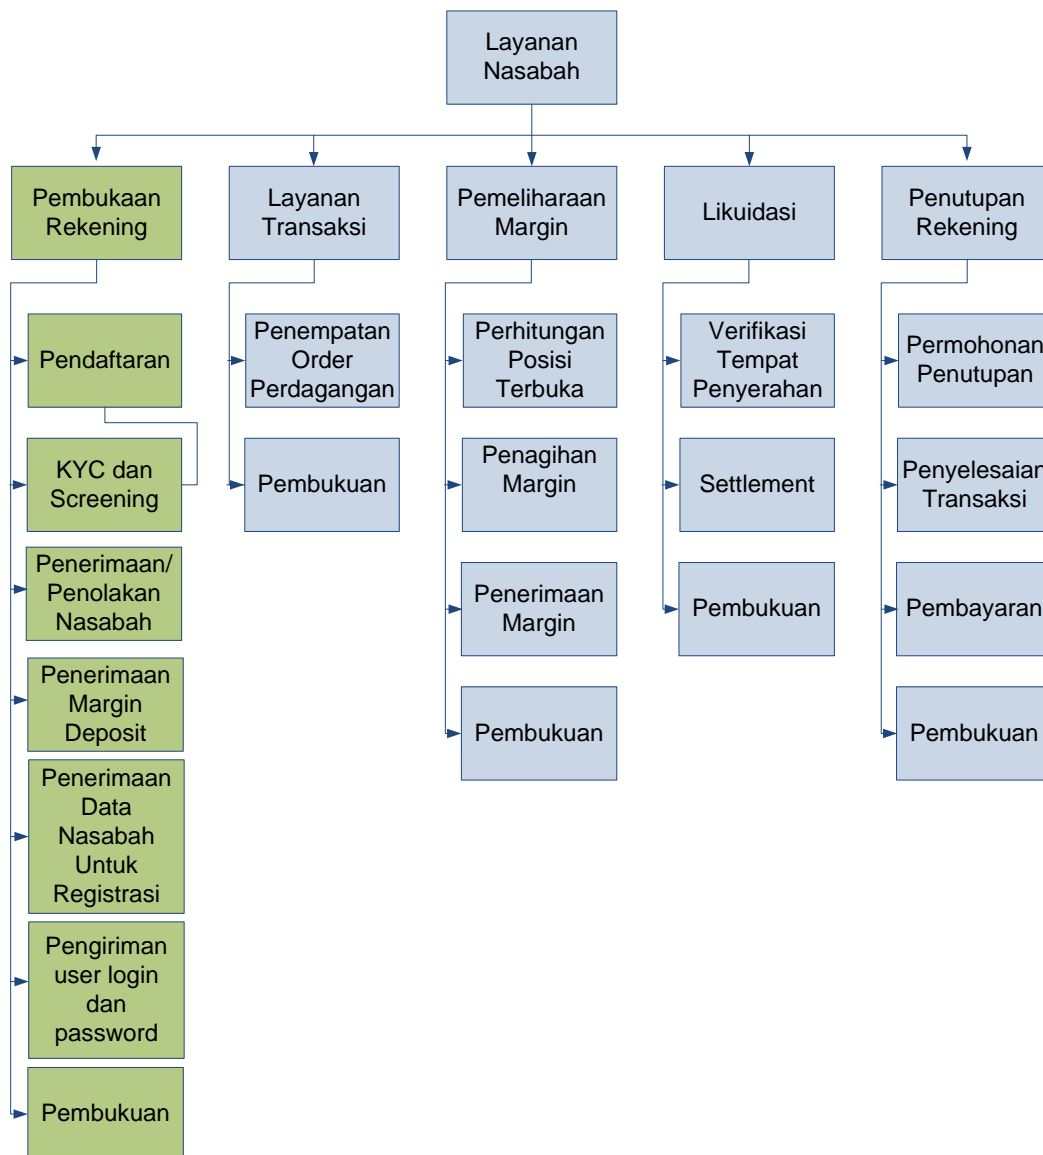 Layanan
Nasabah
Pembukaan
Rekening
Layanan
Transaksi
Pemeliharaan
Margin
Likuidasi
Penutupan
Rekening
Pendaftaran
KYC dan
Screening
Penerimaan/
Penolakan
Nasabah
Penerimaan
Margin
Deposit
Penerimaan
Data
Nasabah
Untuk
Registrasi
Pengiriman
user login
dan
password
Pembukuan
Penempatan
Order
Perdagangan
Pembukuan
Perhitungan
Posisi
Terbuka
Penagihan
Margin
Penerimaan
Margin
Pembukuan
Verifikasi
Tempat
Penyerahan
Settlement
Pembukuan
Permohonan
Penutupan
Penyelesaian
Transaksi
Pembayaran
Pembukuan